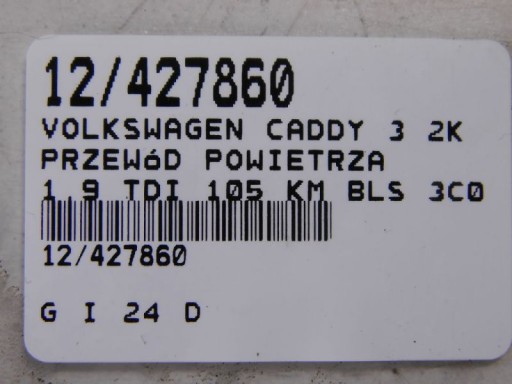 12/427860
VOLKSWAGEN CADDY 3 2K
PRZEWóD POWIETRZA
1 9 TDI 105 KM BLS 3C0
12/427860
G I 24 D